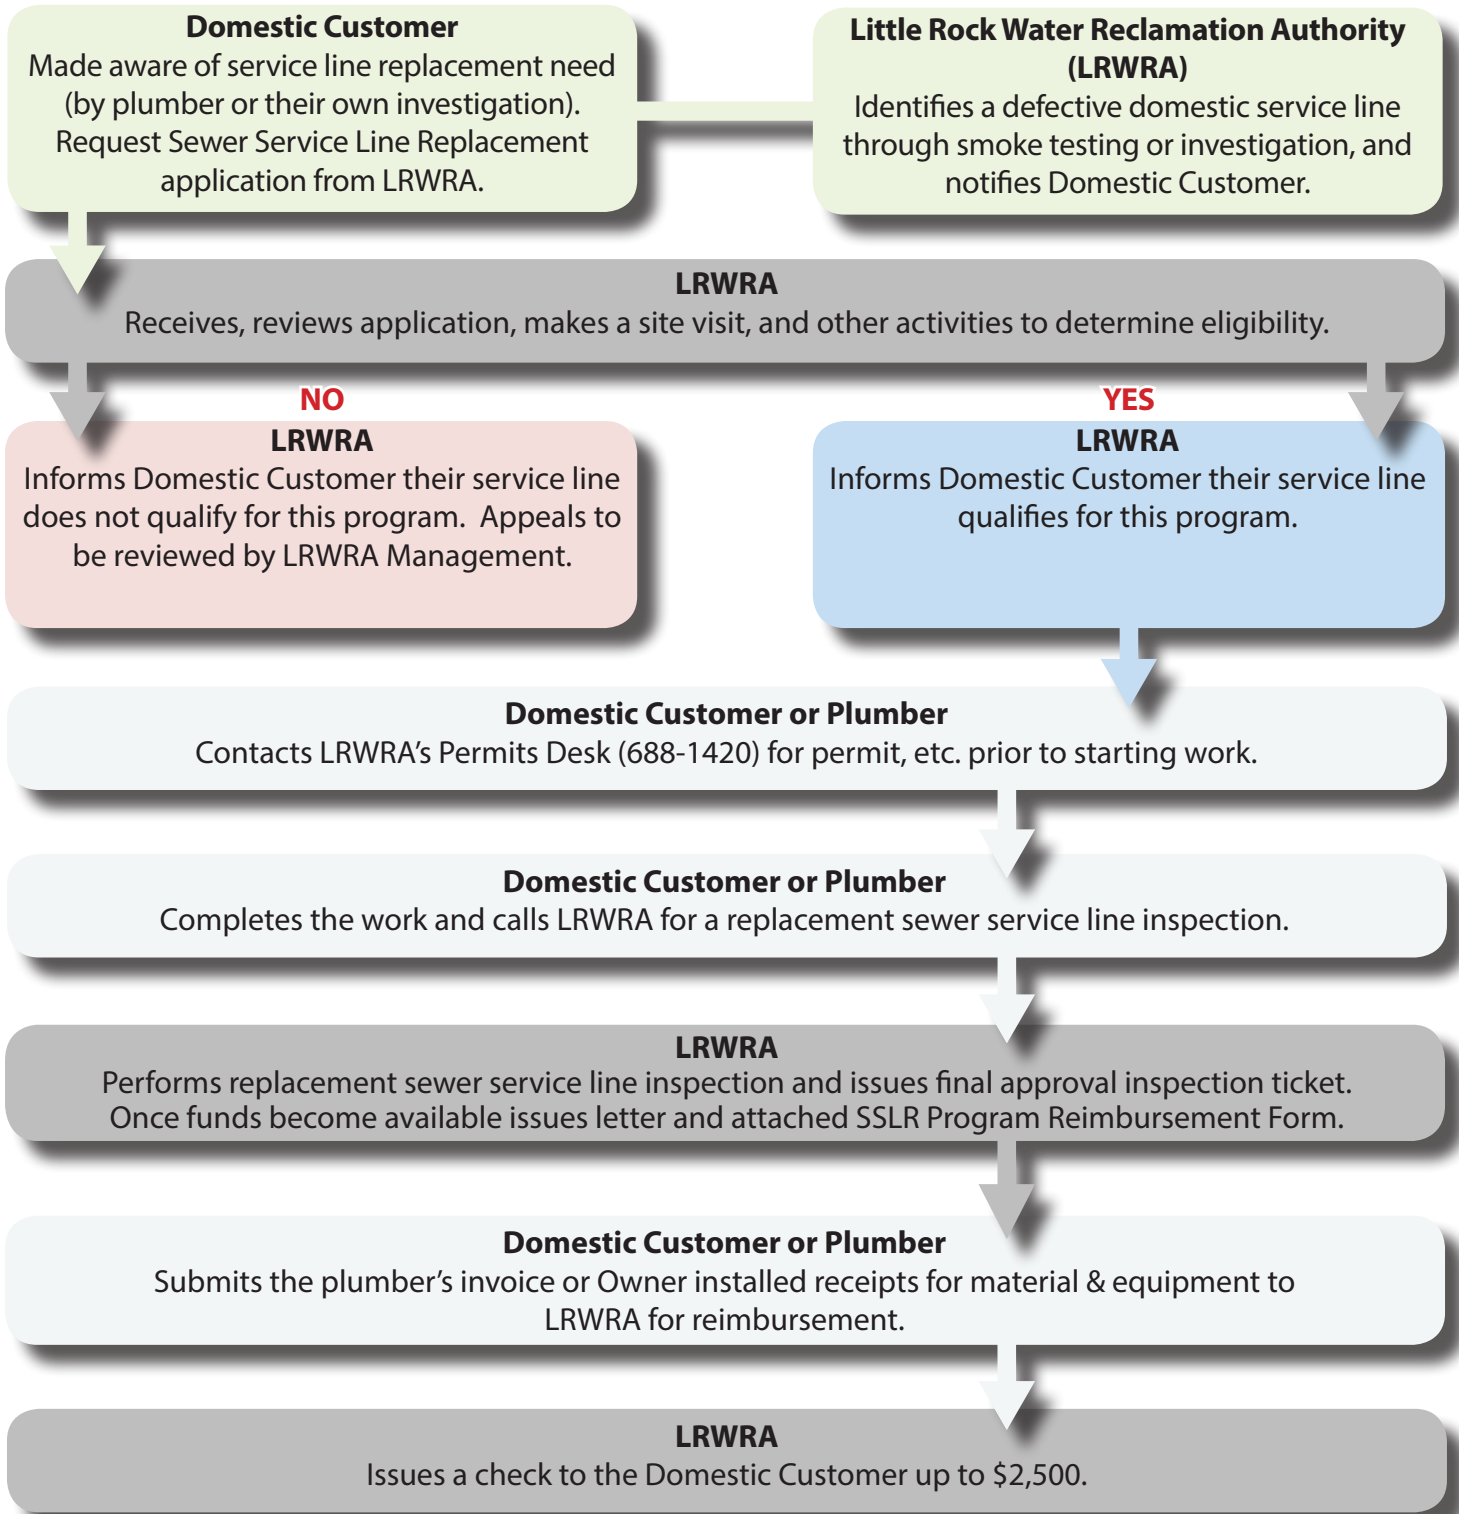 Domestic Customer
Made aware of service line replacement need
(by plumber or their own investigation).
Request Sewer Service Line Replacement
application from LRWRA.
Little Rock Water Reclamation Authority
(LRWRA)
Identifies a defective domestic service line
through smoke testing or investigation, and
notifies Domestic Customer.
LRWRA
Receives, reviews application, makes a site visit, and other activities to determine eligibility.
NO
LRWRA
Informs Domestic Customer their service line
does not qualify for this program.  Appeals to
be reviewed by LRWRA Management.
YES
LRWRA
Informs Domestic Customer their service line
qualifies for this program.
Domestic Customer or Plumber
Contacts LRWRA’s Permits Desk (688-1420) for permit, etc. prior to starting work.
Domestic Customer or Plumber
Completes the work and calls LRWRA for a replacement sewer service line inspection.
LRWRA
Performs replacement sewer service line inspection and issues final approval inspection ticket.
Once funds become available issues letter and attached SSLR Program Reimbursement Form.
Domestic Customer or Plumber
Submits the plumber’s invoice or Owner installed receipts for material & equipment to
LRWRA for reimbursement.
LRWRA
Issues a check to the Domestic Customer up to $2,500.